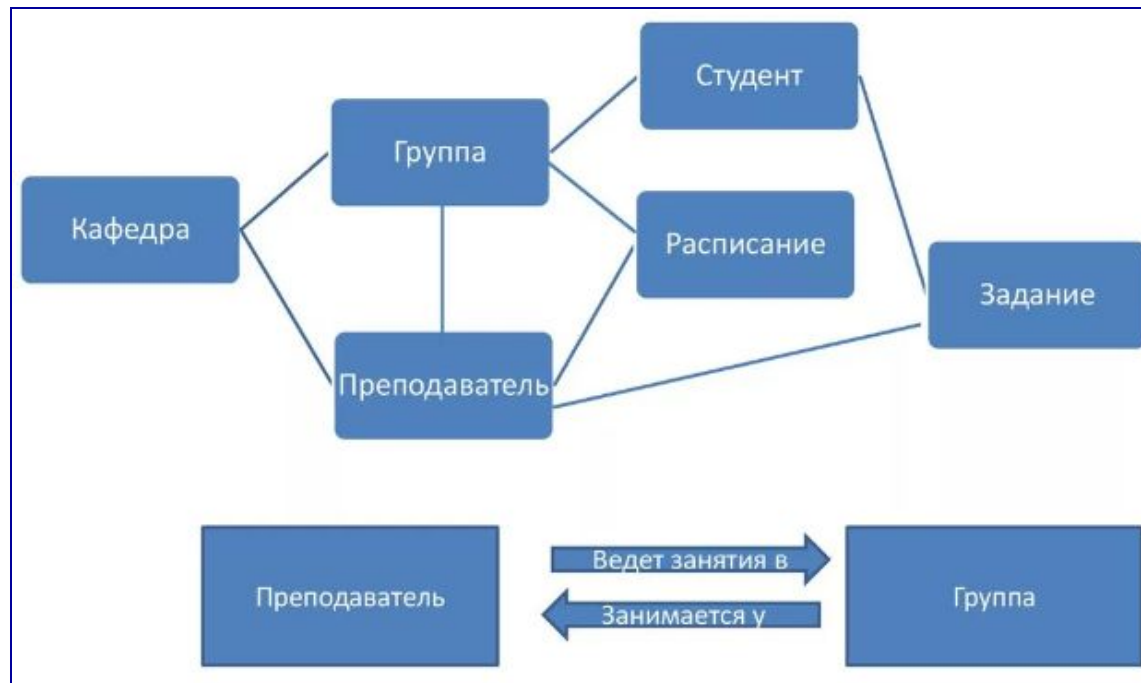 Студент
Группа
Кафедра
Расписание
Задание
Преподаватель
Ведет занятия в
Преподаватель
Группа
Занимается у